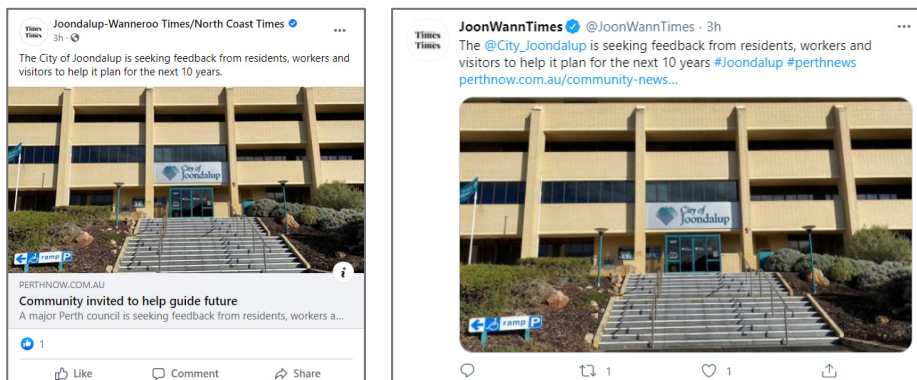 Times
Times
Joondalup-Wanneroo Times/North Coast Times
3h ·
The City of Joondalup is seeking feedback from residents, workers and
visitors to help it plan for the next 10 years.
City of
Joondalup
ramp P
i
PERTHNOW.COM.AU
Community invited to help guide future
A major Perth council is seeking feedback from residents, workers a...
1
Like Comment Share
Times
Times
JoonWannTimes @JoonWannTimes · 3h
The @City_Joondalup is seeking feedback from residents, workers and
visitors to help it plan for the next 10 years #Joondalup #perthnews
perthnow.com.au/community-news...
City of
Joondalup
ramp P
1 1